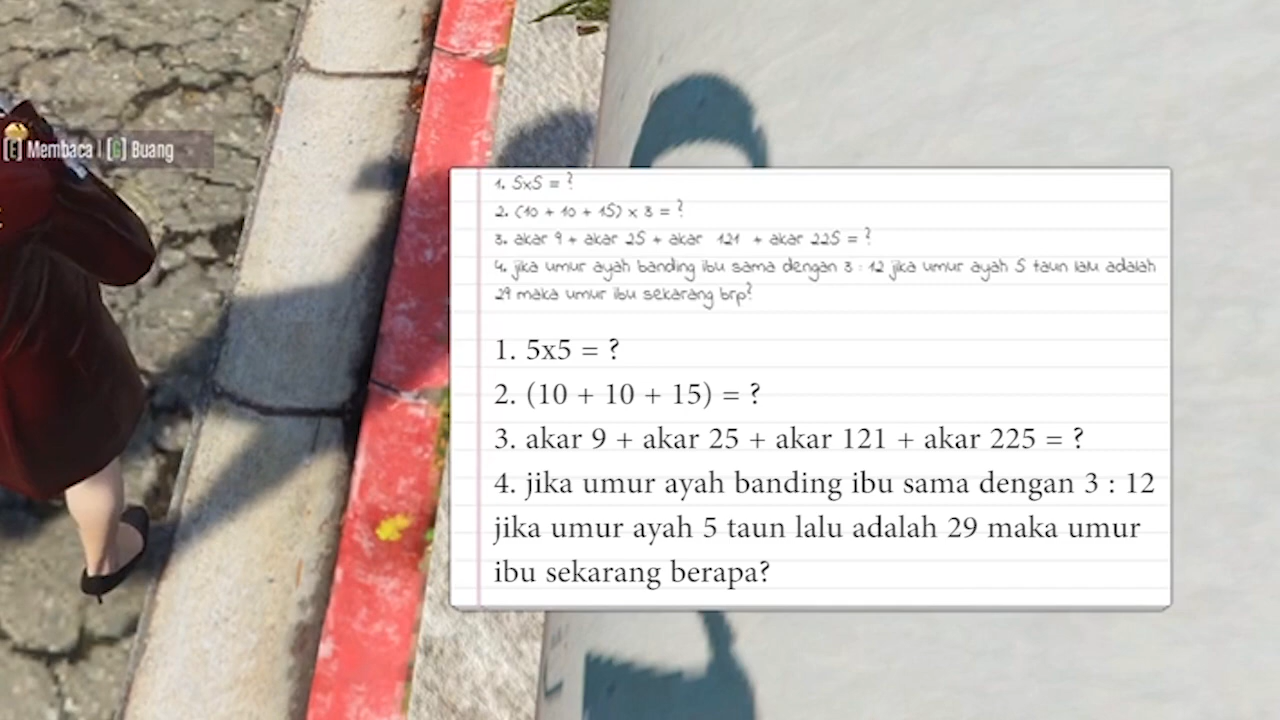 [E] Membaca | [G] Buang
1. 5x5 = ?
2. (10 + 10 + 15) x 3 = ?
3. akar 9 + akar 25 + akar 121 + akar 225 = ?
4. jika umur ayah banding ibu sama dengan 3 : 12 jika umur ayah 5 taun lalu adalah
29 maka umur ibu sekarang brp?
1. 5x5 = ?
2. (10 + 10 + 15) = ?
3. akar 9 + akar 25 + akar 121 + akar 225 = ?
4. jika umur ayah banding ibu sama dengan 3 : 12
jika umur ayah 5 taun lalu adalah 29 maka umur
ibu sekarang berapa?